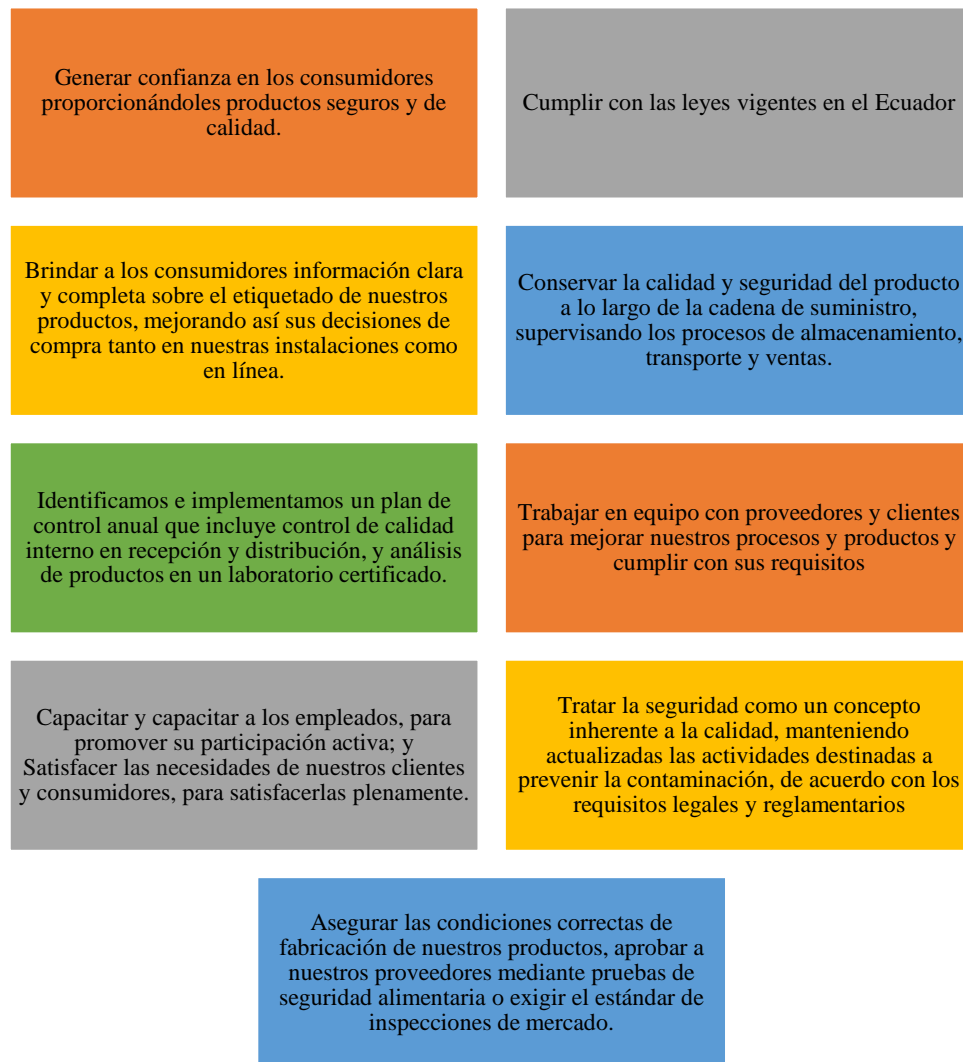 Generar confianza en los consumidores
proporcionándoles productos seguros y de
calidad.
Cumplir con las leyes vigentes en el Ecuador
Brindar a los consumidores información clara
y completa sobre el etiquetado de nuestros
productos, mejorando así sus decisiones de
compra tanto en nuestras instalaciones como
en línea.
Conservar la calidad y seguridad del producto
a lo largo de la cadena de suministro,
supervisando los procesos de almacenamiento,
transporte y ventas.
Identificamos e implementamos un plan de
control anual que incluye control de calidad
interno en recepción y distribución, y análisis
de productos en un laboratorio certificado.
Trabajar en equipo con proveedores y clientes
para mejorar nuestros procesos y productos y
cumplir con sus requisitos
Capacitar y capacitar a los empleados, para
promover su participación activa; y
Satisfacer las necesidades de nuestros clientes
y consumidores, para satisfacerlas plenamente.
Tratar la seguridad como un concepto
inherente a la calidad, manteniendo
actualizadas las actividades destinadas a
prevenir la contaminación, de acuerdo con los
requisitos legales y reglamentarios
Asegurar las condiciones correctas de
fabricación de nuestros productos, aprobar a
nuestros proveedores mediante pruebas de
seguridad alimentaria o exigir el estándar de
inspecciones de mercado.